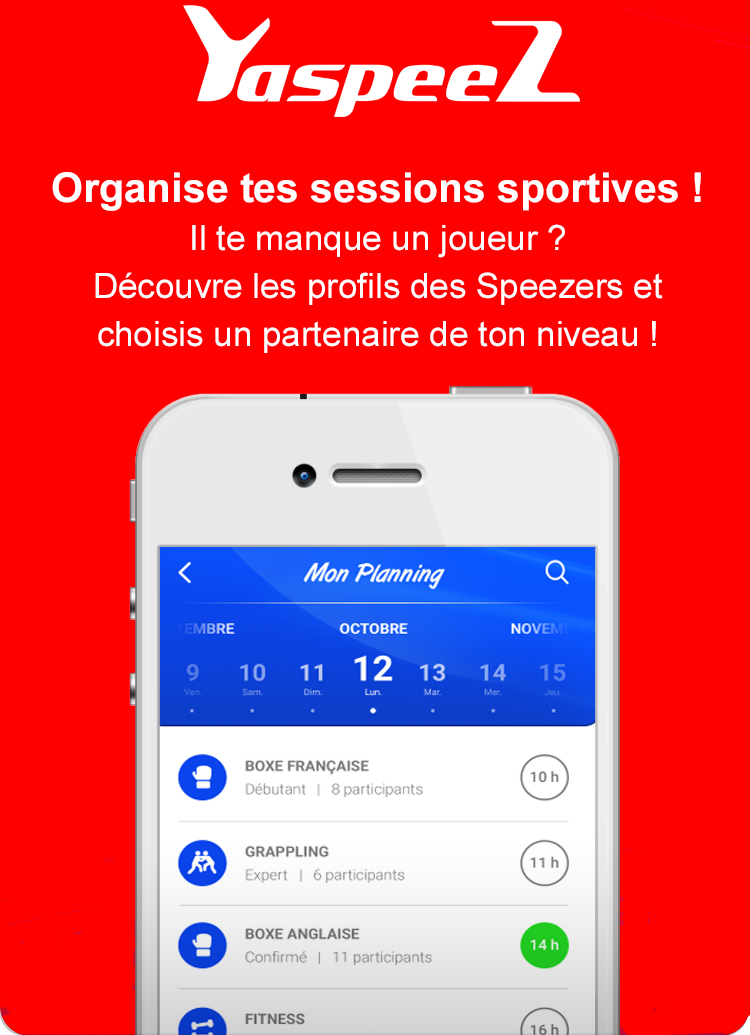 YaspeeZ
Organise tes sessions sportives !
Il te manque un joueur ?
Découvre les profils des Speezers et
choisis un partenaire de ton niveau !
Mon Planning
EMBRE OCTOBRE NOVEM
9 10 11 12 13 14 15
Ven. Sam. Dim. Lun. Mar. Mer. Jeu.
BOXE FRANÇAISE
Débutant | 8 participants
10 h
GRAPPLING
Expert | 6 participants
11 h
BOXE ANGLAISE
Confirmé | 11 participants
14 h
FITNESS
16 h